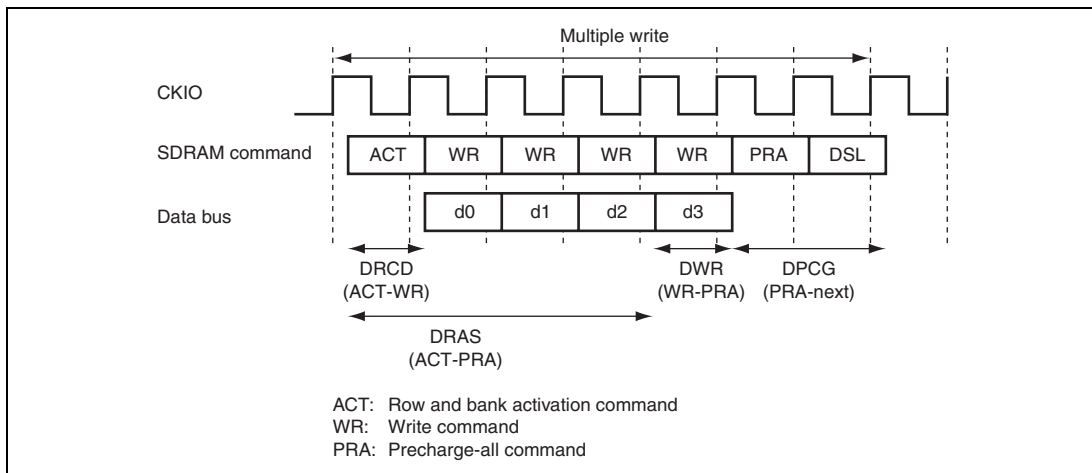 Multiple write
CKIO
SDRAM command ACT WR WR WR WR PRA DSL
Data bus d0 d1 d2 d3
DRCD DWR DPCG
(ACT-WR) (WR-PRA) (PRA-next)
DRAS
(ACT-PRA)
ACT: Row and bank activation command
WR: Write command
PRA: Precharge-all command